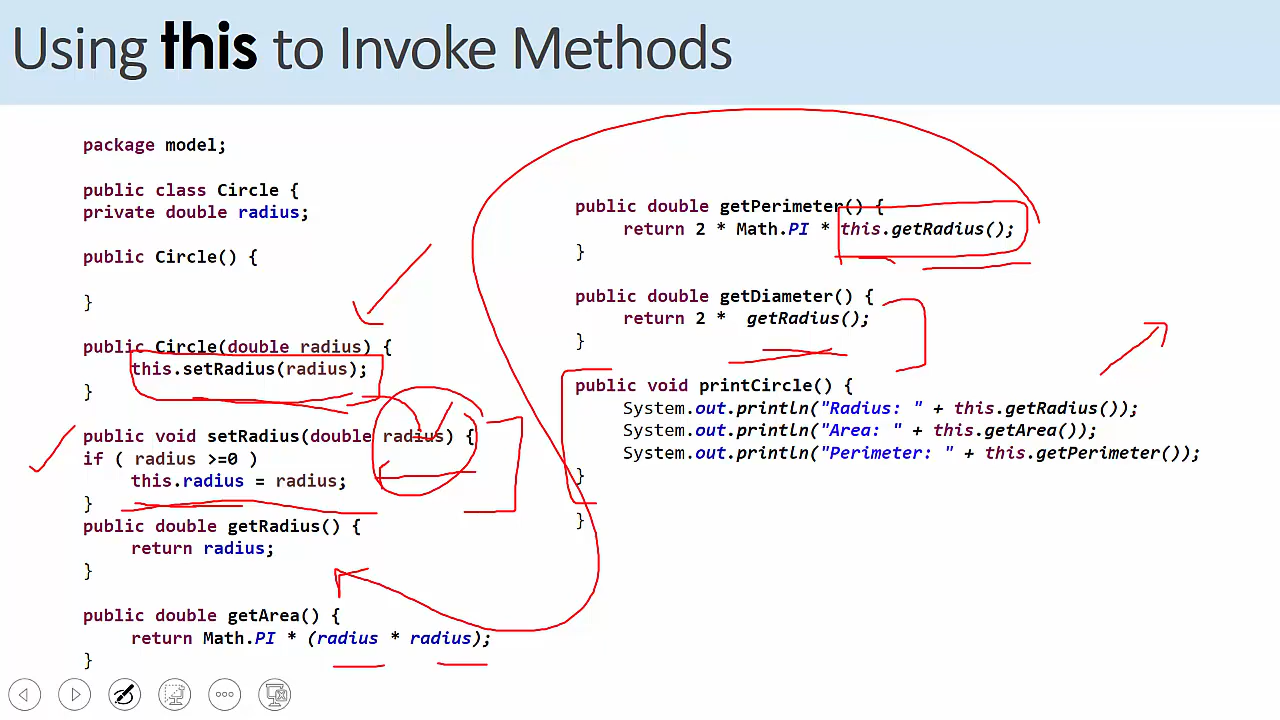 Using this to Invoke Methods
package model;
public class Circle {
private double radius;
public Circle() {
}
public Circle(double radius) {
this.setRadius(radius);
}
public void setRadius(double radius) {
if ( radius >=0 )
this.radius = radius;
}
public double getRadius() {
return radius;
}
public double getArea() {
return Math.PI * (radius * radius);
}
public double getPerimeter() {
return 2 * Math.PI * this.getRadius();
}
public double getDiameter() {
return 2 * getRadius();
}
public void printCircle() {
System.out.println("Radius: " + this.getRadius());
System.out.println("Area: " + this.getArea());
System.out.println("Perimeter: " + this.getPerimeter());
}
}